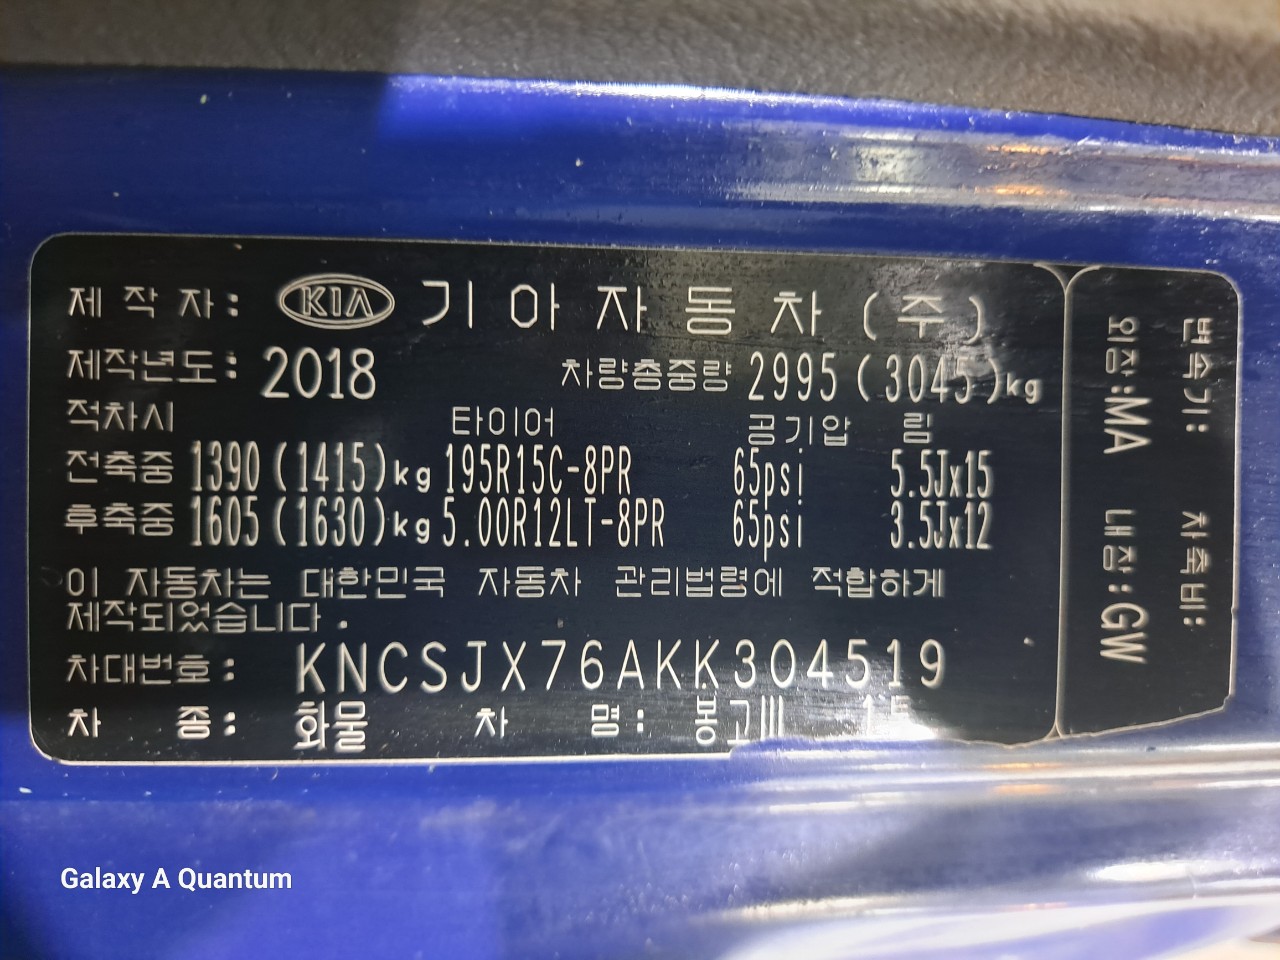 제 작 자: KIA 기 아 자 동 차 (주)
제작년도: 2018 차량총중량 2995 (3045)kg
적차시 타이어 공기압 림
전축중 1390 (1415)kg 195R15C-8PR 65psi 5.5Jx15
후축중 1605 (1630)kg 5.00R12LT-8PR 65psi 3.5Jx12
이 자동차는 대한민국 자동차 관리법령에 적합하게
제작되었습니다.
차대번호: KNCSJX76AKK304519
차 종: 화물 차 명: 봉고III
변속기: 차축비:
외장:MA 내장:GW
Galaxy A Quantum